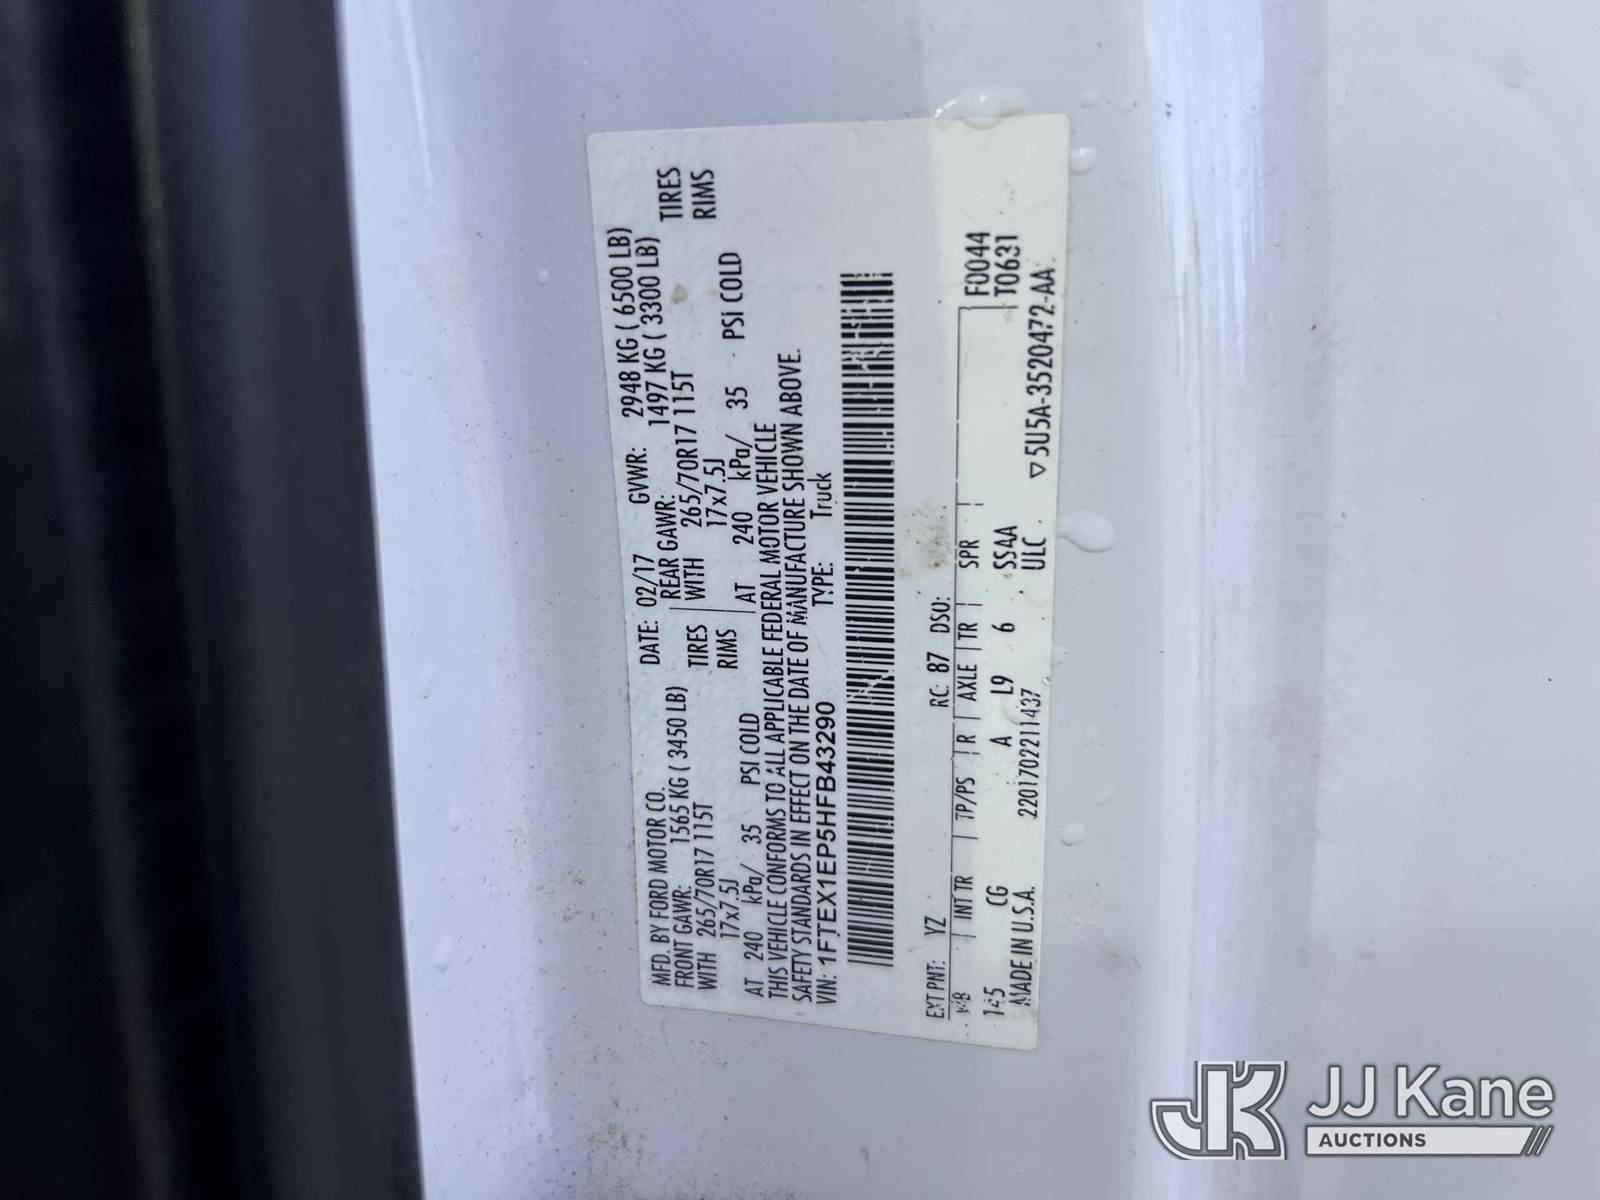 MFD. BY FORD MOTOR CO.
DATE: 02/17 GVWR: 2948 KG ( 6500 LB)
FRONT GAWR: 1565 KG ( 3450 LB) REAR GAWR: 1497 KG ( 3300 LB)
WITH 265/70R17 115T TIRES WITH 265/70R17 115T TIRES
17x7.5J RIMS 17x7.5J RIMS
AT 240 kPa/ 35 PSI COLD AT 240 kPa/ 35 PSi COLD
THIS VEHICLE CONFORMS TO ALL APPLICABLE FEDERAL MOTOR VEHICLE
SAFETY STANDARDS IN EFFECT ON THE DATE OF MANUFACTURE SHOWN ABOVE.
VIN: 1FTEX1EP5HFB43290 TYPE: Truck
EXT PNT: YZ RC: 87 DSO:
WB INT TR TP/PS R AXLE TR SPR F0044
145 CG A L9 6 SS4A T0631
MADE IN U.S.A. 220170221437 ULC 5U5A-3520472-AA
JJ Kane
AUCTIONS